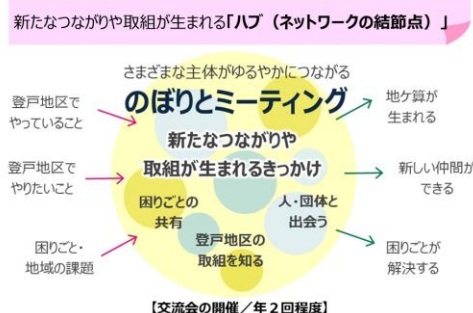 新たなつながりや取組が生まれる「ハブ（ネットワークの結節点）」
さまざまな主体がゆるやかにつながる
のぼりとミーティング
新たなつながりや
取組が生まれるきっかけ
困りごとの
共有
人・団体と
出会う
登戸地区の
取組を知る
登戸地区で
やっていること
登戸地区で
やりたいこと
困りごと・
地域の課題
地ケ算が
生まれる
新しい仲間が
できる
困りごとが
解決する
【交流会の開催／年２回程度】